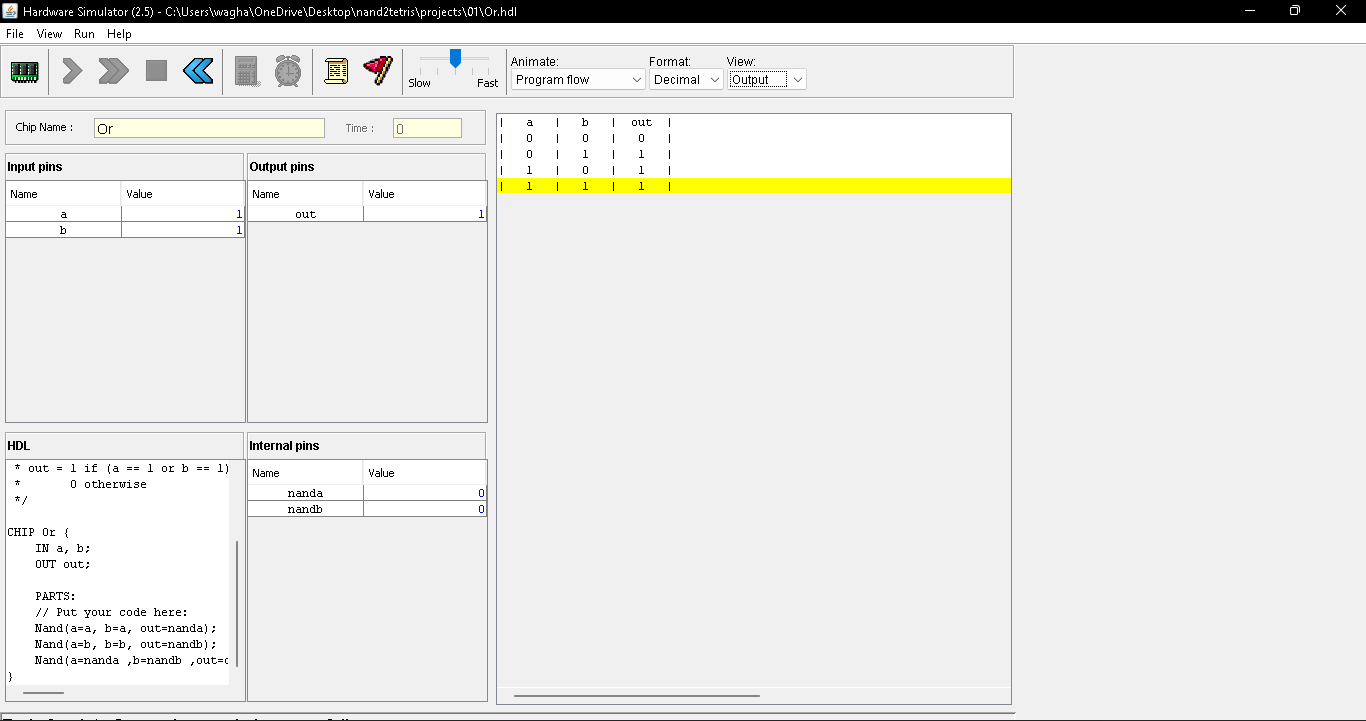 Hardware Simulator (2.5) - C:\Users\wagha\OneDrive\Desktop\nand2tetris\projects\01\Or.hdl
File View Run Help
Slow Fast
Animate: Format: View:
Program flow Decimal Output
Chip Name : Or Time : 0
Input pins
Name Value
a 1
b 1
Output pins
Name Value
out 1
HDL
* out = 1 if (a == 1 or b == 1)
* 0 otherwise
*/
CHIP Or {
IN a, b;
OUT out;
PARTS:
// Put your code here:
Nand(a=a, b=a, out=nanda);
Nand(a=b, b=b, out=nandb);
Nand(a=nanda ,b=nandb ,out=
}
Internal pins
Name Value
nanda 0
nandb 0
| a | b | out |
| 0 | 0 | 0 |
| 0 | 1 | 1 |
| 1 | 0 | 1 |
| 1 | 1 | 1 |